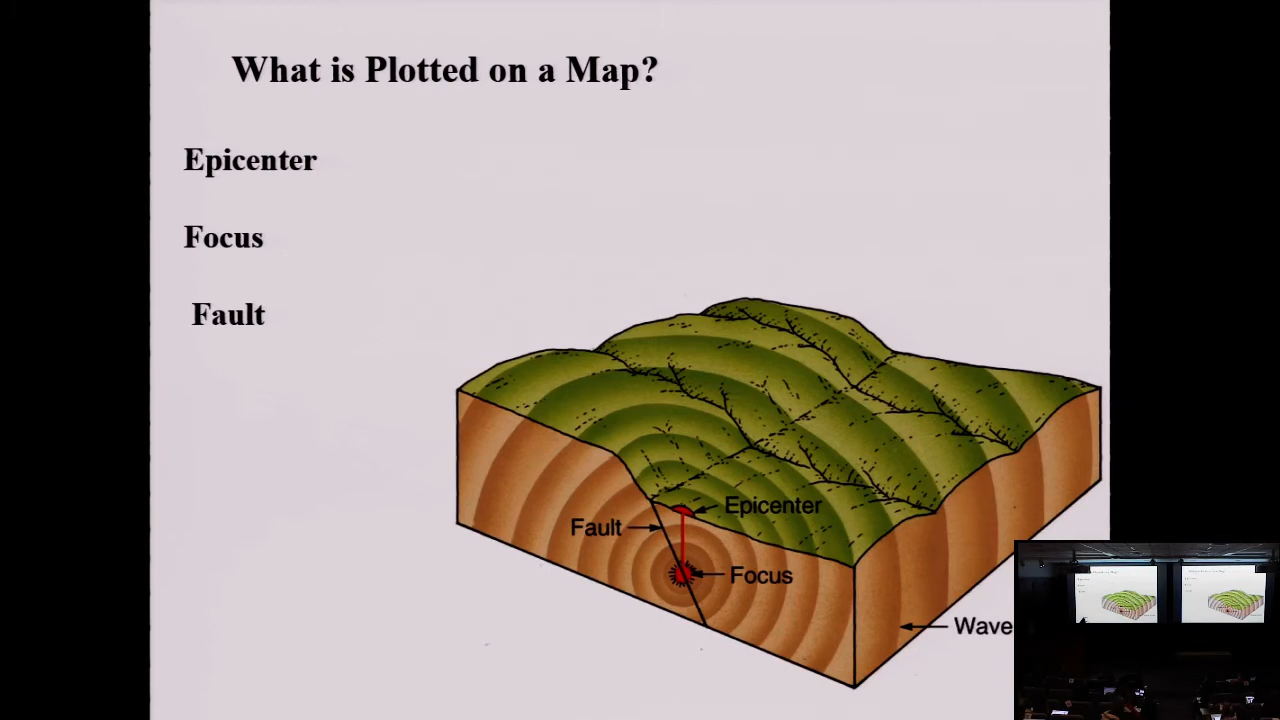 What is Plotted on a Map?
Epicenter
Focus
Fault
Epicenter
Fault
Focus
Wave